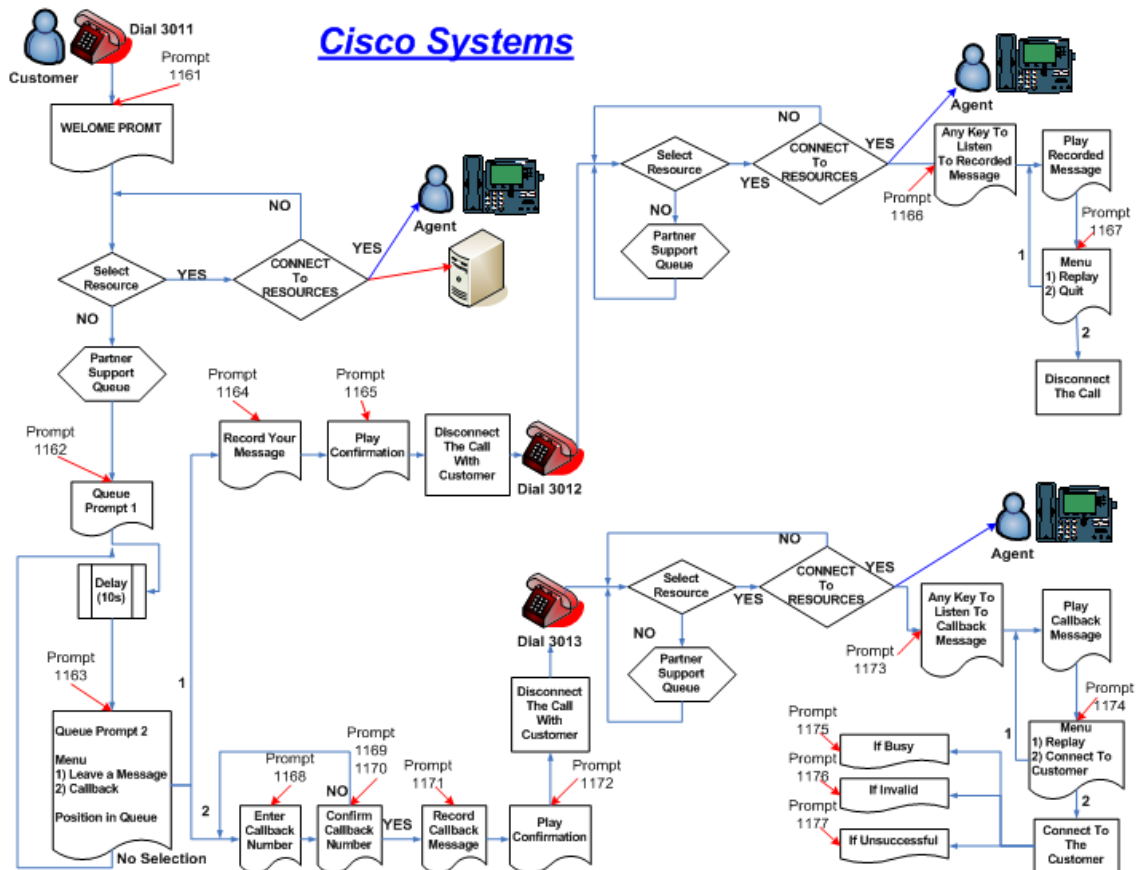 Cisco Systems
Dial 3011
Customer
Prompt
1161
WELOME PROMT
NO
Select
Resource
YES
CONNECT
To
RESOURCES
YES
Agent
NO
Partner
Support
Queue
Prompt
1162
Queue
Prompt 1
Delay
(10s)
Prompt
1163
Queue Prompt 2
Menu
1) Leave a Message
2) Callback
Position in Queue
No Selection
1
Prompt
1164
Record Your
Message
Prompt
1165
Play
Confirmation
Disconnect
The Call
With
Customer
Dial 3012
Select
Resource
YES
NO
Partner
Support
Queue
NO
CONNECT
To
RESOURCES
YES
Agent
Any Key To
Listen
To Recorded
Message
Prompt
1166
Play
Recorded
Message
Prompt
1167
1
Menu
1) Replay
2) Quit
2
Disconnect
The Call
2
Prompt
1168
Enter
Callback
Number
NO
Prompt
1169
1170
Confirm
Callback
Number
YES
Prompt
1171
Record
Callback
Message
Prompt
1172
Play
Confirmation
Disconnect
The Call
With
Customer
Dial 3013
Select
Resource
YES
NO
Partner
Support
Queue
NO
CONNECT
To
RESOURCES
YES
Agent
Any Key To
Listen To
Callback
Message
Prompt
1173
Play
Callback
Message
Prompt
1174
1
Menu
1) Replay
2) Connect To
Customer
2
Connect To
The
Customer
Prompt
1175
If Busy
Prompt
1176
If Invalid
Prompt
1177
If Unsuccessful